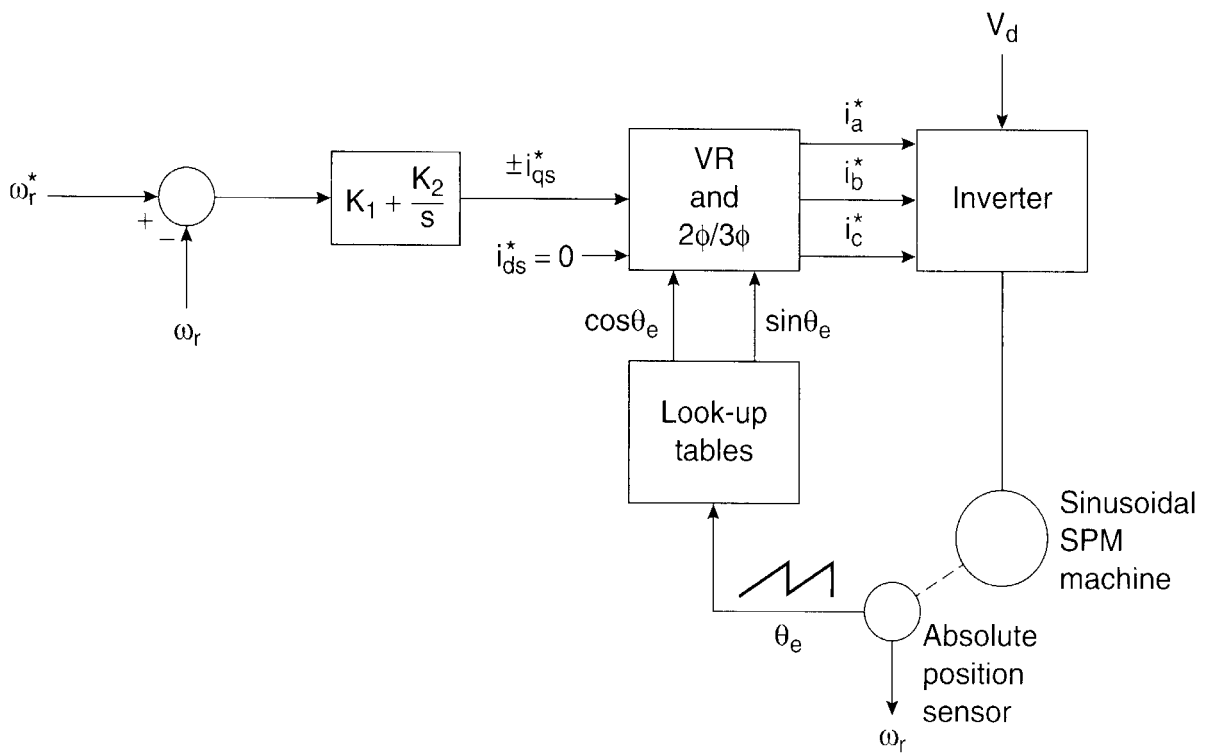 V_d
ω_r^*
+
−
ω_r
K_1 + K_2/s
±i_qs^*
i_ds^* = 0
VR
and
2ϕ/3ϕ
i_a^*
i_b^*
i_c^*
Inverter
cosθ_e
sinθ_e
Look-up
tables
θ_e
Sinusoidal
SPM
machine
Absolute
position
sensor
ω_r